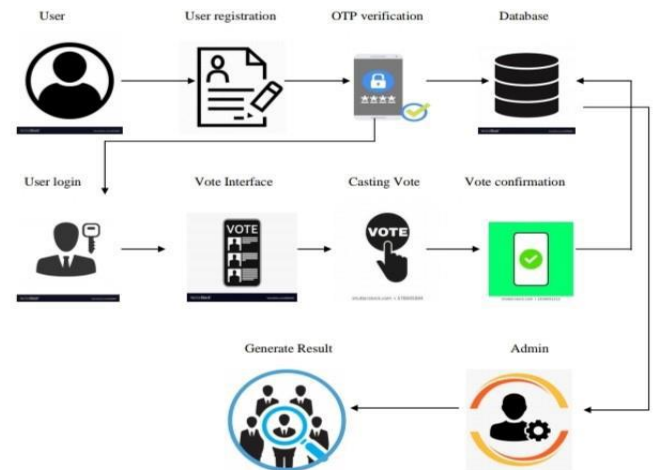 User
User registration
OTP verification
Database
User login
Vote Interface
Casting Vote
Vote confirmation
VOTE
VOTE
Generate Result
Admin